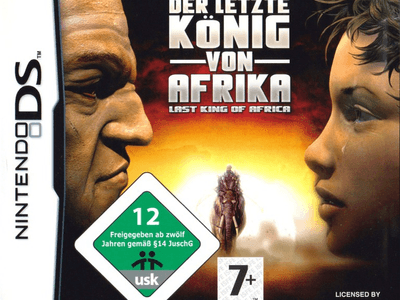 NINTENDO DS™
DER LETZTE
KÖNIG
VON
AFRIKA
LAST KING OF AFRICA
12
Freigegeben ab zwölf
Jahren gemäß §14 JuSchG
usk
7+
LICENSED BY